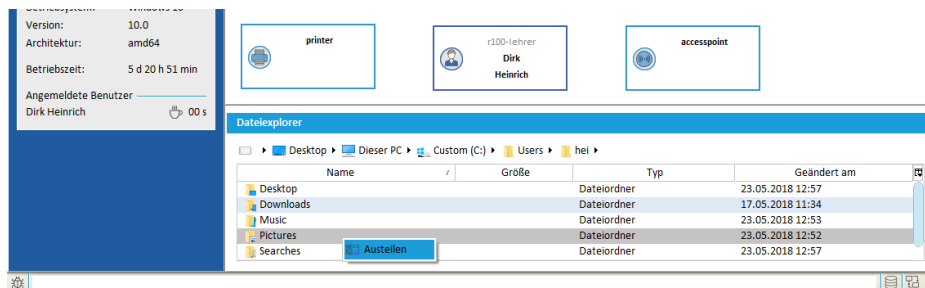 Version: 10.0
Architektur: amd64
Betriebszeit: 5 d 20 h 51 min
Angemeldete Benutzer
Dirk Heinrich 00 s
printer
r100-lehrer
Dirk
Heinrich
accesspoint
Dateiexplorer
Desktop Dieser PC Custom (C:) Users hei
Name Größe Typ Geändert am
Desktop Dateiordner 23.05.2018 12:57
Downloads Dateiordner 17.05.2018 11:34
Music Dateiordner 23.05.2018 12:53
Pictures Dateiordner 23.05.2018 12:52
Searches Dateiordner 23.05.2018 12:57
Austeilen